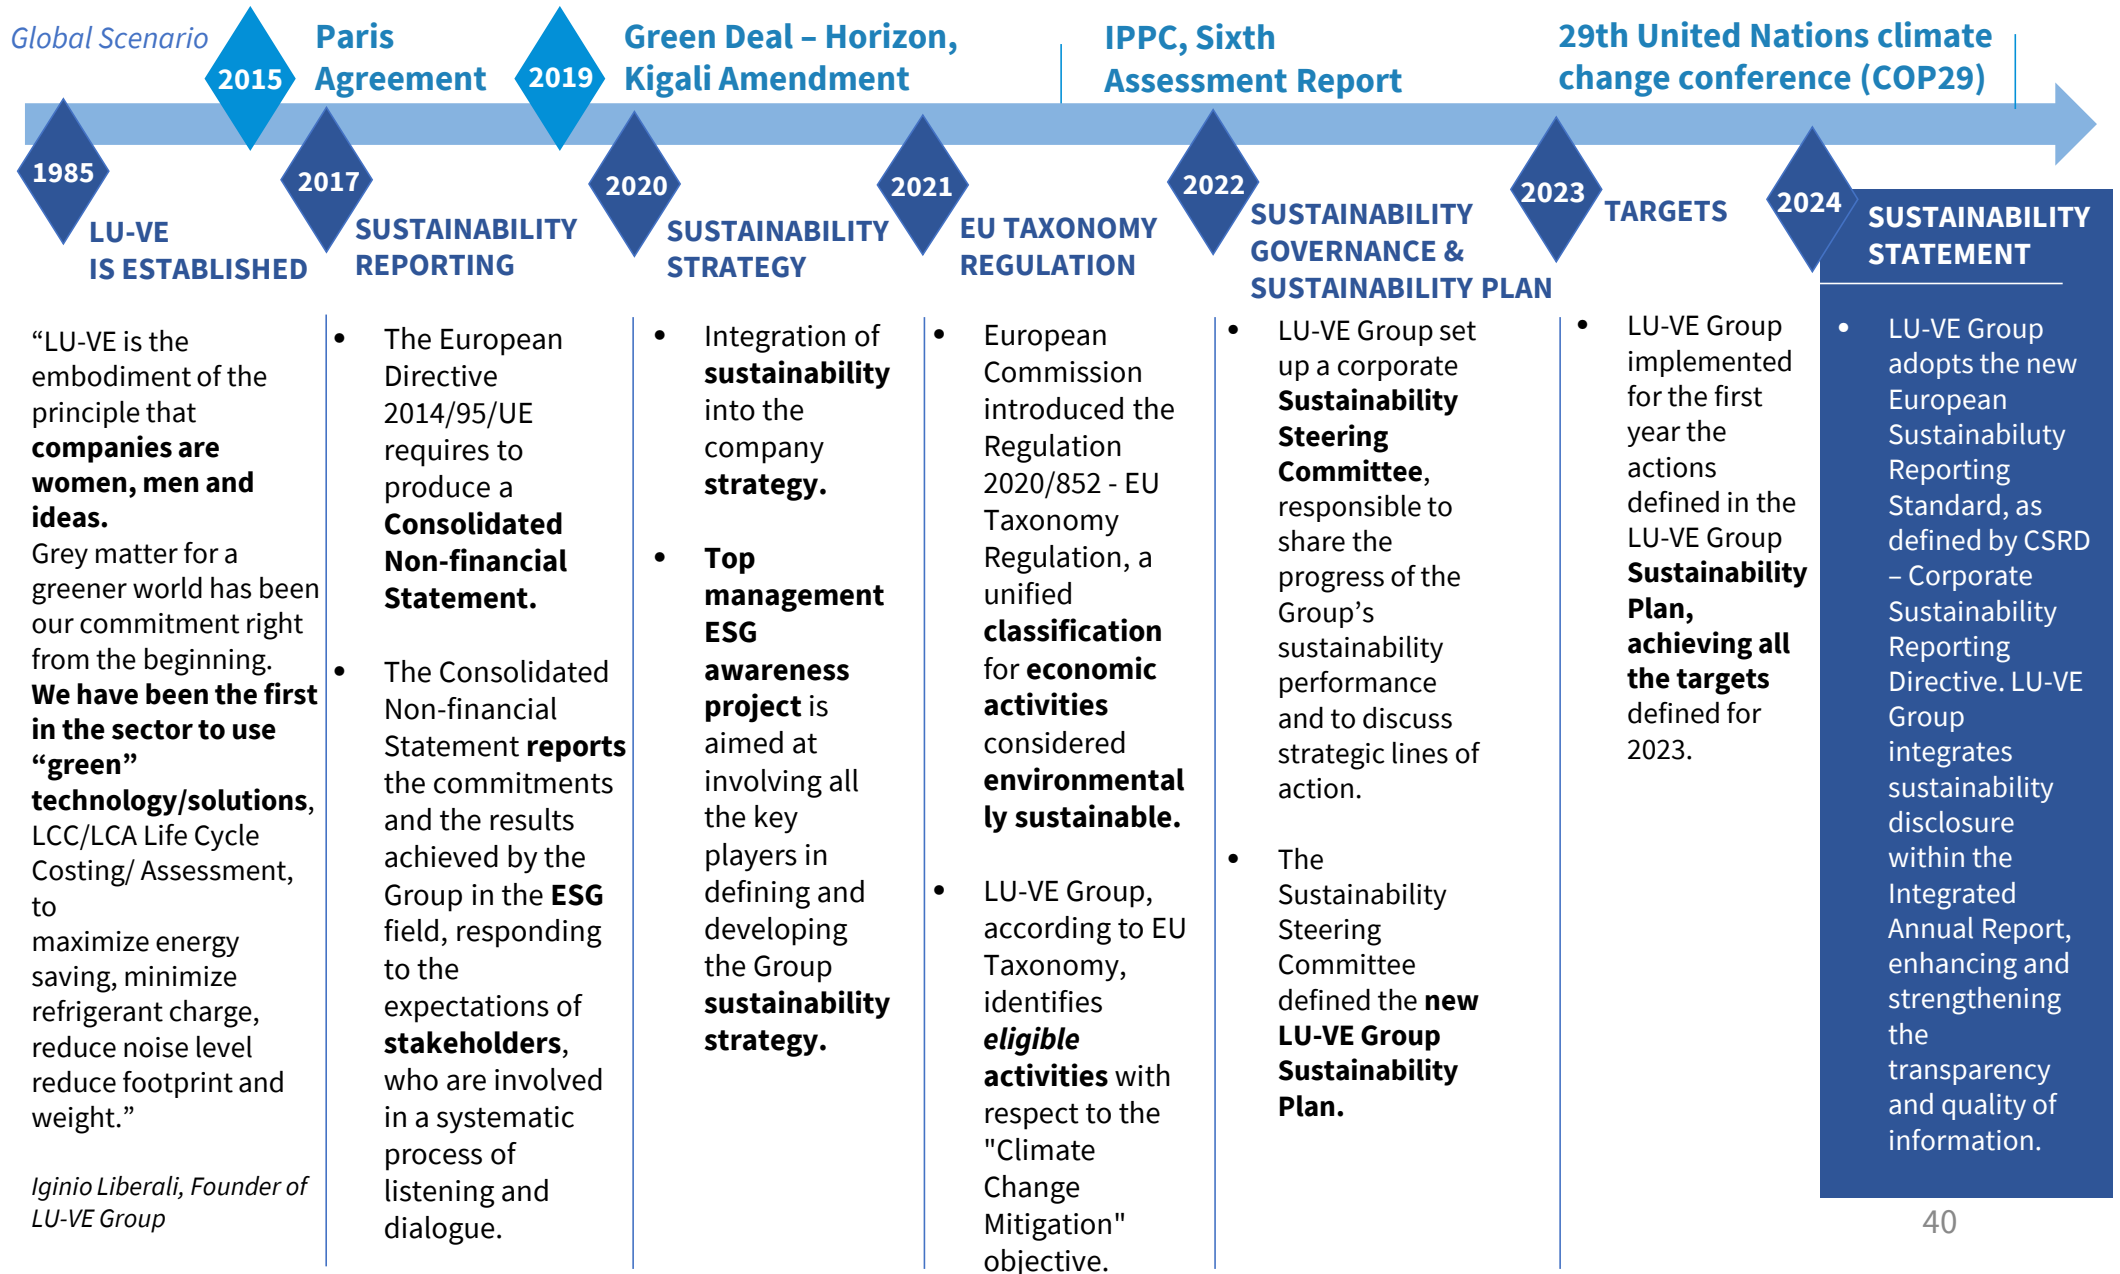 Global Scenario
2015
Paris
Agreement
2019
Green Deal – Horizon,
Kigali Amendment
IPPC, Sixth
Assessment Report
29th United Nations climate
change conference (COP29)
1985
LU-VE
IS ESTABLISHED
“LU-VE is the
embodiment of the
principle that
companies are
women, men and
ideas.
Grey matter for a
greener world has been
our commitment right
from the beginning.
We have been the first
in the sector to use
“green”
technology/solutions,
LCC/LCA Life Cycle
Costing/ Assessment,
to
maximize energy
saving, minimize
refrigerant charge,
reduce noise level
reduce footprint and
weight.”
Iginio Liberali, Founder of
LU-VE Group
2017
SUSTAINABILITY
REPORTING
• The European
Directive
2014/95/UE
requires to
produce a
Consolidated
Non-financial
Statement.
• The Consolidated
Non-financial
Statement reports
the commitments
and the results
achieved by the
Group in the ESG
field, responding
to the
expectations of
stakeholders,
who are involved
in a systematic
process of
listening and
dialogue.
2020
SUSTAINABILITY
STRATEGY
• Integration of
sustainability
into the
company
strategy.
• Top
management
ESG
awareness
project is
aimed at
involving all
the key
players in
defining and
developing
the Group
sustainability
strategy.
2021
EU TAXONOMY
REGULATION
• European
Commission
introduced the
Regulation
2020/852 - EU
Taxonomy
Regulation, a
unified
classification
for economic
activities
considered
environmental
ly sustainable.
• LU-VE Group,
according to EU
Taxonomy,
identifies
eligible
activities with
respect to the
"Climate
Change
Mitigation"
objective.
2022
SUSTAINABILITY
GOVERNANCE &
SUSTAINABILITY PLAN
• LU-VE Group set
up a corporate
Sustainability
Steering
Committee,
responsible to
share the
progress of the
Group’s
sustainability
performance
and to discuss
strategic lines of
action.
• The
Sustainability
Steering
Committee
defined the new
LU-VE Group
Sustainability
Plan.
2023
TARGETS
• LU-VE Group
implemented
for the first
year the
actions
defined in the
LU-VE Group
Sustainability
Plan,
achieving all
the targets
defined for
2023.
2024
SUSTAINABILITY
STATEMENT
• LU-VE Group
adopts the new
European
Sustainabiluty
Reporting
Standard, as
defined by CSRD
– Corporate
Sustainability
Reporting
Directive. LU-VE
Group
integrates
sustainability
disclosure
within the
Integrated
Annual Report,
enhancing and
strengthening
the
transparency
and quality of
information.
40